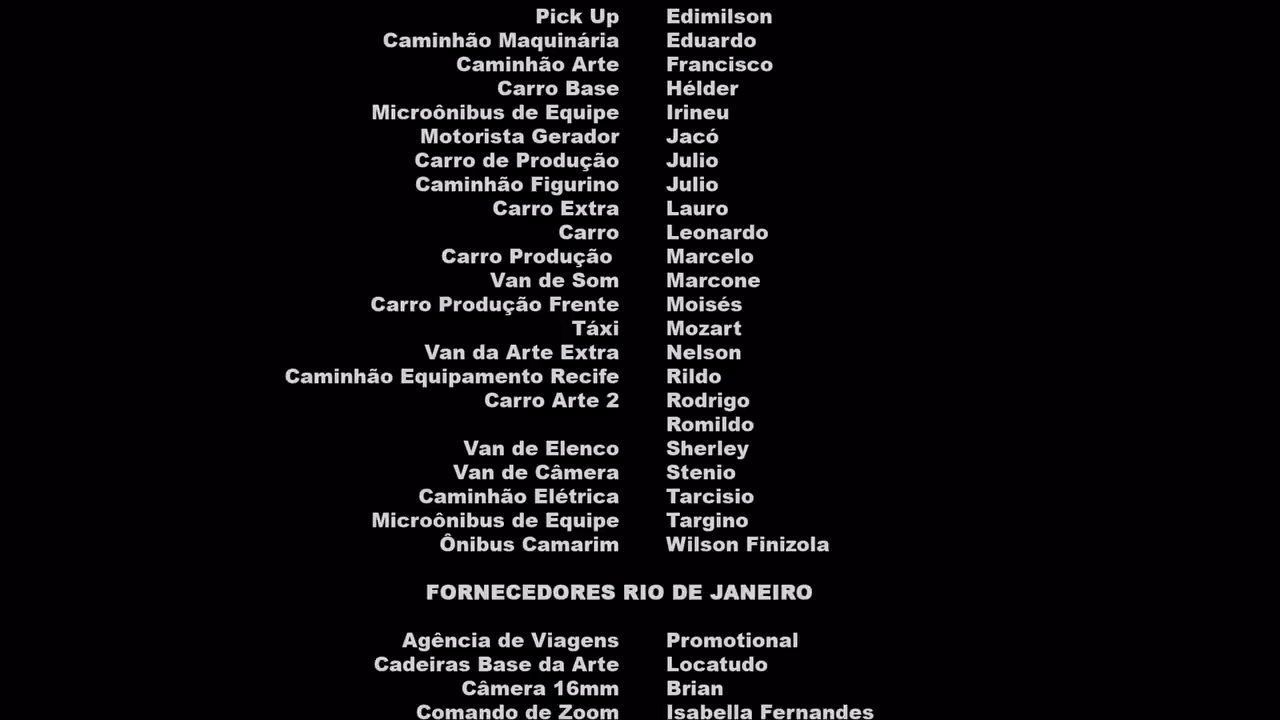 Pick Up Edimilson
Caminhão Maquinária Eduardo
Caminhão Arte Francisco
Carro Base Hélder
Microônibus de Equipe Irineu
Motorista Gerador Jacó
Carro de Produção Julio
Caminhão Figurino Julio
Carro Extra Lauro
Carro Leonardo
Carro Produção Marcelo
Van de Som Marcone
Carro Produção Frente Moisés
Táxi Mozart
Van da Arte Extra Nelson
Caminhão Equipamento Recife Rildo
Carro Arte 2 Rodrigo
Romildo
Van de Elenco Sherley
Van de Câmera Stenio
Caminhão Elétrica Tarcisio
Microônibus de Equipe Targino
Ônibus Camarim Wilson Finizola
FORNECEDORES RIO DE JANEIRO
Agência de Viagens Promotional
Cadeiras Base da Arte Locatudo
Câmera 16mm Brian
Comando de Zoom Isabella Fernandes